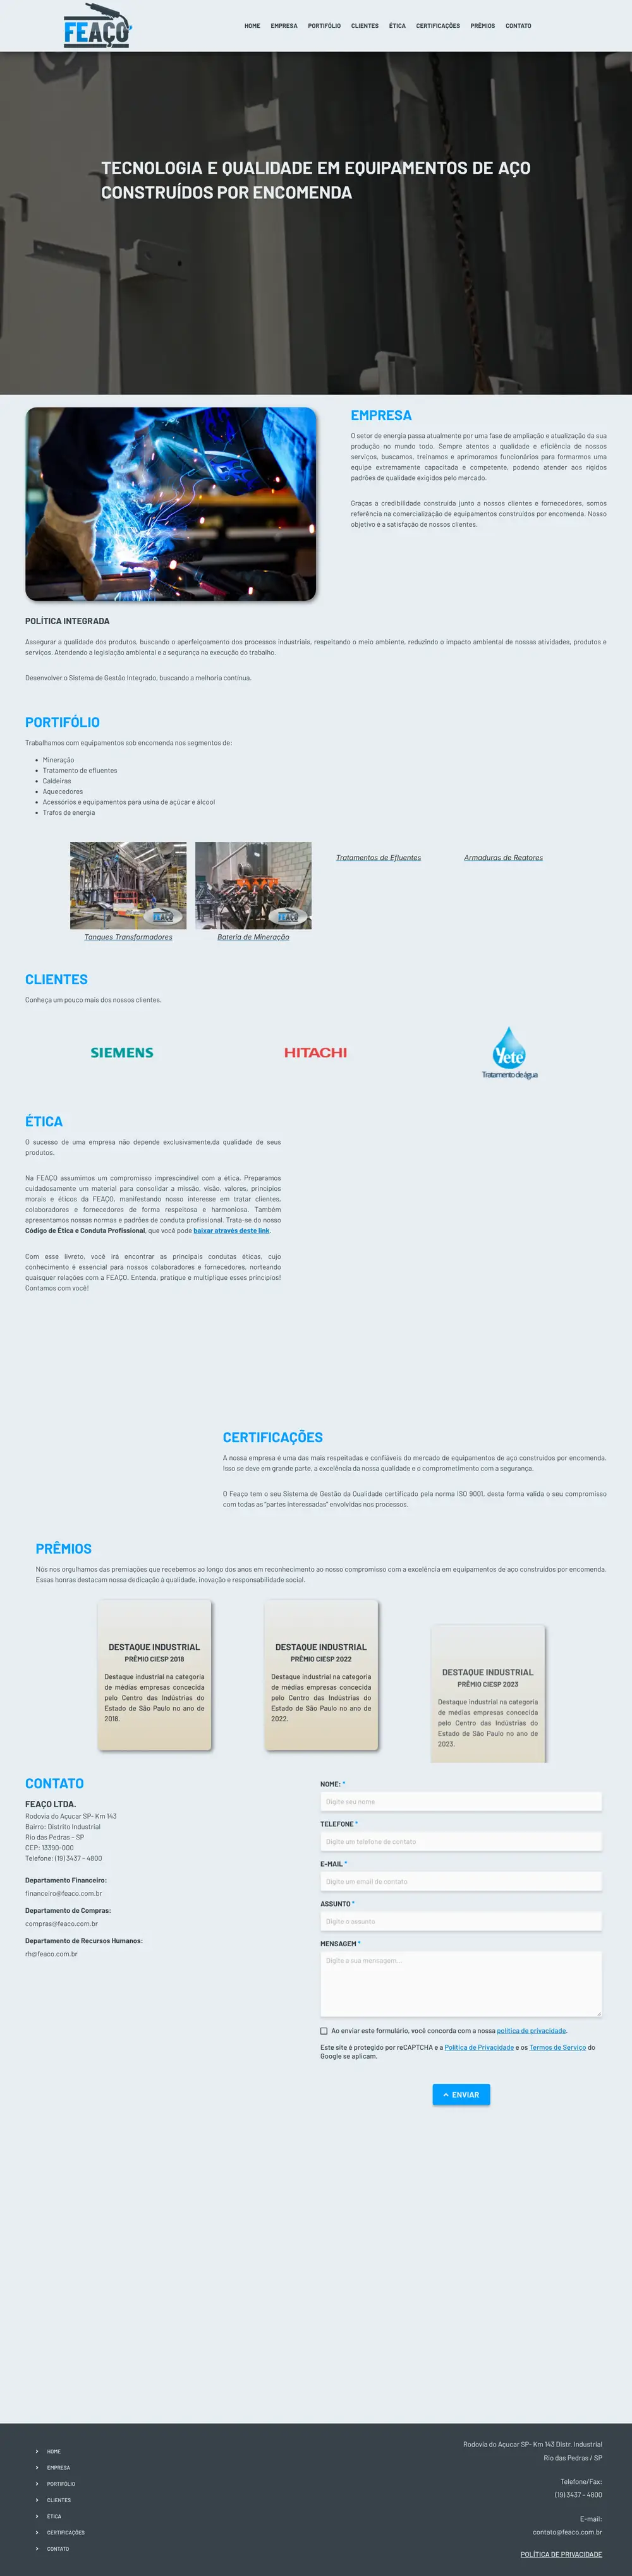 FEAÇO
HOME EMPRESA PORTIFÓLIO CLIENTES ÉTICA CERTIFICAÇÕES PRÊMIOS CONTATO
TECNOLOGIA E QUALIDADE EM EQUIPAMENTOS DE AÇO
CONSTRUÍDOS POR ENCOMENDA
EMPRESA
O setor de energia passa atualmente por uma fase de ampliação e atualização da sua
produção no mundo todo. Sempre atentos a qualidade e eficiência de nossos
serviços, buscamos, treinamos e aprimoramos funcionários para formarmos uma
equipe extremamente capacitada e competente, podendo atender aos rígidos
padrões de qualidade exigidos pelo mercado.
Graças a credibilidade construída junto a nossos clientes e fornecedores, somos
referência na comercialização de equipamentos construídos por encomenda. Nosso
objetivo é a satisfação de nossos clientes.
POLÍTICA INTEGRADA
Assegurar a qualidade dos produtos, buscando o aperfeiçoamento dos processos industriais, respeitando o meio ambiente, reduzindo o impacto ambiental de nossas atividades, produtos e
serviços. Atendendo a legislação ambiental e a segurança na execução do trabalho.
Desenvolver o Sistema de Gestão Integrado, buscando a melhoria contínua.
PORTIFÓLIO
Trabalhamos com equipamentos sob encomenda nos segmentos de:
• Mineração
• Tratamento de efluentes
• Caldeiras
• Aquecedores
• Acessórios e equipamentos para usina de açúcar e álcool
• Trafos de energia
FEAÇO
FEAÇO
Tratamentos de Efluentes
Armaduras de Reatores
Tanques Transformadores
Bateria de Mineração
CLIENTES
Conheça um pouco mais dos nossos clientes.
SIEMENS
HITACHI
Yete
Tratamento de água
ÉTICA
O sucesso de uma empresa não depende exclusivamente,da qualidade de seus
produtos.
Na FEAÇO assumimos um compromisso imprescindível com a ética. Preparamos
cuidadosamente um material para consolidar a missão, visão, valores, princípios
morais e éticos da FEAÇO, manifestando nosso interesse em tratar clientes,
colaboradores e fornecedores de forma respeitosa e harmoniosa. Também
apresentamos nossas normas e padrões de conduta profissional. Trata-se do nosso
Código de Ética e Conduta Profissional, que você pode baixar através deste link.
Com esse livreto, você irá encontrar as principais condutas éticas, cujo
conhecimento é essencial para nossos colaboradores e fornecedores, norteando
quaisquer relações com a FEAÇO. Entenda, pratique e multiplique esses princípios!
Contamos com você!
CERTIFICAÇÕES
A nossa empresa é uma das mais respeitadas e confiáveis do mercado de equipamentos de aço construídos por encomenda.
Isso se deve em grande parte, a excelência da nossa qualidade e o comprometimento com a segurança.
O Feaço tem o seu Sistema de Gestão da Qualidade certificado pela norma ISO 9001, desta forma valida o seu compromisso
com todas as "partes interessadas" envolvidas nos processos.
PRÊMIOS
Nós nos orgulhamos das premiações que recebemos ao longo dos anos em reconhecimento ao nosso compromisso com a excelência em equipamentos de aço construídos por encomenda.
Essas honras destacam nossa dedicação à qualidade, inovação e responsabilidade social.
DESTAQUE INDUSTRIAL
PRÊMIO CIESP 2018
Destaque industrial na categoria
de médias empresas concecida
pelo Centro das Indústrias do
Estado de São Paulo no ano de
2018.
DESTAQUE INDUSTRIAL
PRÊMIO CIESP 2022
Destaque industrial na categoria
de médias empresas concecida
pelo Centro das Indústrias do
Estado de São Paulo no ano de
2022.
DESTAQUE INDUSTRIAL
PRÊMIO CIESP 2023
Destaque industrial na categoria
de médias empresas concecida
pelo Centro das Indústrias do
Estado de São Paulo no ano de
2023.
CONTATO
FEAÇO LTDA.
Rodovia do Açucar SP- Km 143
Bairro: Distrito Industrial
Rio das Pedras – SP
CEP: 13390-000
Telefone: (19) 3437 – 4800
Departamento Financeiro:
financeiro@feaco.com.br
Departamento de Compras:
compras@feaco.com.br
Departamento de Recursos Humanos:
rh@feaco.com.br
NOME: *
Digite seu nome
TELEFONE *
Digite um telefone de contato
E-MAIL *
Digite um email de contato
ASSUNTO *
Digite o assunto
MENSAGEM *
Digite a sua mensagem...
Ao enviar este formulário, você concorda com a nossa política de privacidade.
Este site é protegido por reCAPTCHA e a Política de Privacidade e os Termos de Serviço do
Google se aplicam.
ENVIAR
HOME
EMPRESA
PORTIFÓLIO
CLIENTES
ÉTICA
CERTIFICAÇÕES
CONTATO
Rodovia do Açucar SP- Km 143 Distr. Industrial
Rio das Pedras / SP
Telefone/Fax:
(19) 3437 – 4800
E-mail:
contato@feaco.com.br
POLÍTICA DE PRIVACIDADE